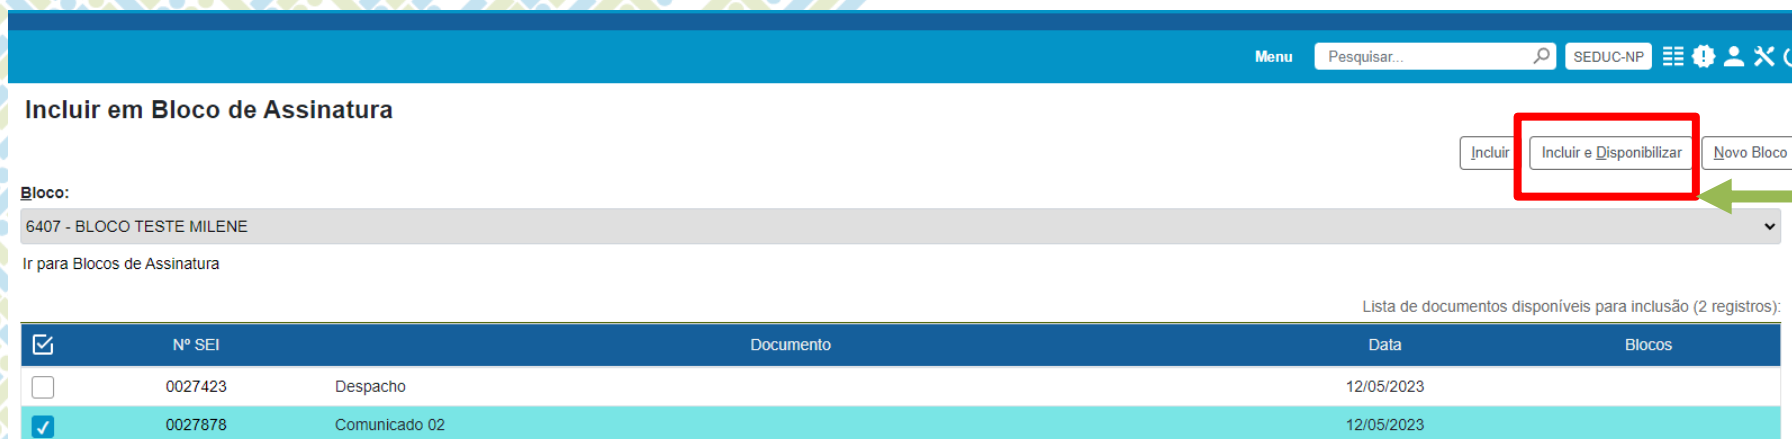 Menu Pesquisar... SEDUC-NP
Incluir em Bloco de Assinatura
Incluir Incluir e Disponibilizar Novo Bloco
Bloco:
6407 - BLOCO TESTE MILENE
Ir para Blocos de Assinatura
Lista de documentos disponíveis para inclusão (2 registros):
Nº SEI Documento Data Blocos
0027423 Despacho 12/05/2023
0027878 Comunicado 02 12/05/2023